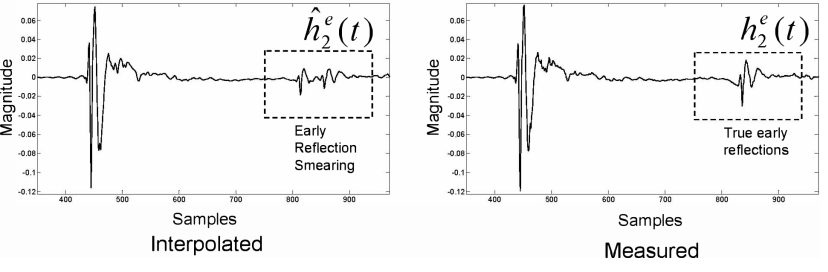 ĥ₂ᵉ(t)
0.06
0.04
0.02
0
-0.02
-0.04
-0.06
-0.08
-0.1
-0.12
Magnitude
Early
Reflection
Smearing
400 500 600 700 800 900
Samples
Interpolated
h₂ᵉ(t)
0.06
0.04
0.02
0
-0.02
-0.04
-0.06
-0.08
-0.1
-0.12
Magnitude
True early
reflections
400 500 600 700 800 900
Samples
Measured